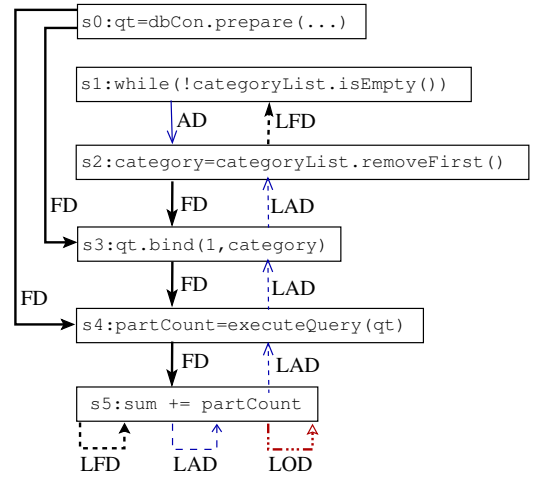 s0:qt=dbCon.prepare(...)
s1:while(!categoryList.isEmpty())
AD
LFD
s2:category=categoryList.removeFirst()
FD
FD
LAD
s3:qt.bind(1,category)
FD
FD
LAD
s4:partCount=executeQuery(qt)
FD
LAD
s5:sum += partCount
LFD
LAD
LOD